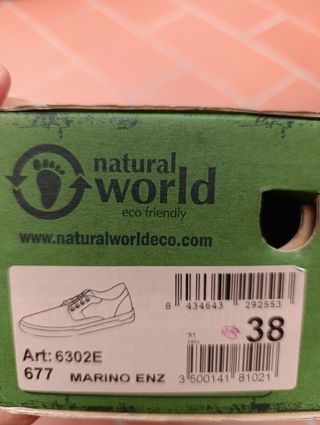 natural
world
eco friendly
www.naturalworldeco.com
8 434643 292553
38
Art: 6302E
677 MARINO ENZ
3 500141 81021